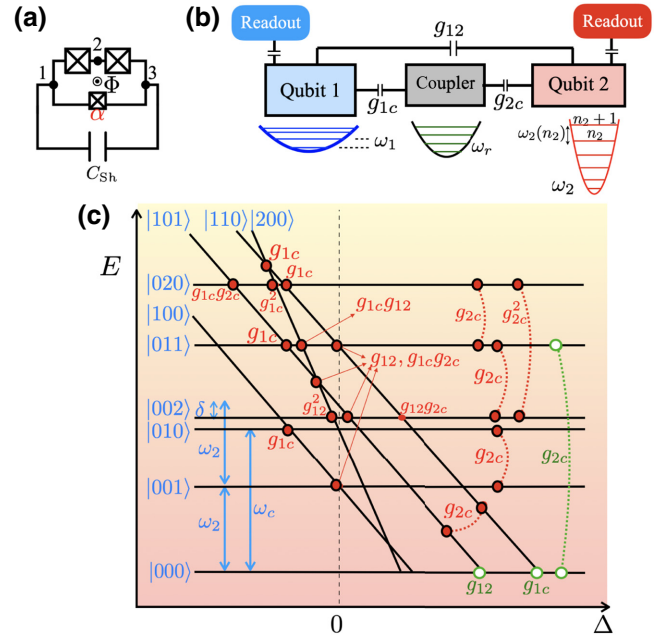 (a)
2
1
3
Φ
α
C_Sh
(b)
Readout
Readout
g_12
Qubit 1
Coupler
Qubit 2
g_1c
g_2c
ω_1
ω_r
n_2 + 1
n_2
ω_2(n_2)
ω_2
(c)
|101⟩ |110⟩ |200⟩
E
g_1c
|020⟩
g_1c
g_1c g_2c
g_1c^2
g_1c g_12
|100⟩
g_2c
g_2c^2
g_1c
|011⟩
g_12, g_1c g_2c
g_2c
g_12^2
g_12 g_2c
|002⟩ δ
|010⟩
g_1c
ω_2
g_2c
g_2c
|001⟩
ω_c
g_2c
ω_2
|000⟩
g_12
g_1c
0
Δ